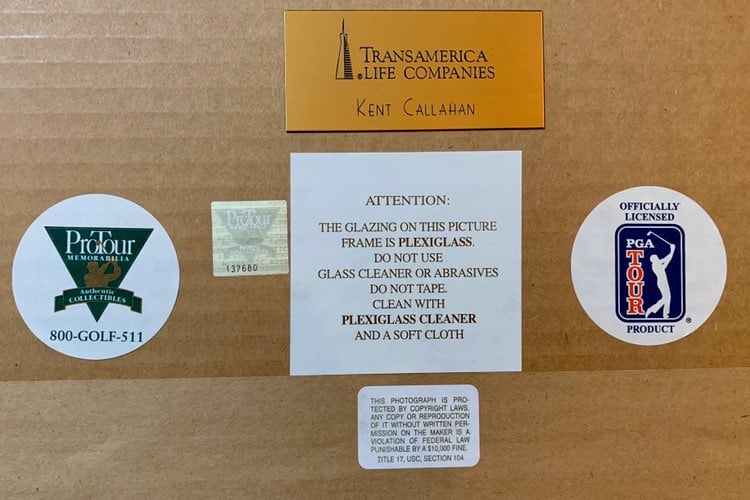 TRANSAMERICA
® LIFE COMPANIES
KENT CALLAHAN
ProTour
MEMORABILIA
Authentic
COLLECTIBLES
800-GOLF-511
ProTour
13768D
ATTENTION:
THE GLAZING ON THIS PICTURE
FRAME IS PLEXIGLASS.
DO NOT USE
GLASS CLEANER OR ABRASIVES
DO NOT TAPE.
CLEAN WITH
PLEXIGLASS CLEANER
AND A SOFT CLOTH
OFFICIALLY
LICENSED
PGA
TOUR
®
PRODUCT
THIS PHOTOGRAPH IS PRO-
TECTED BY COPYRIGHT LAWS.
ANY COPY OR REPRODUCTION
OF IT WITHOUT WRITTEN PER-
MISSION ON THE MAKER IS A
VIOLATION OF FEDERAL LAW
PUNISHABLE BY A $10,000 FINE.
TITLE 17, USC, SECTION 104